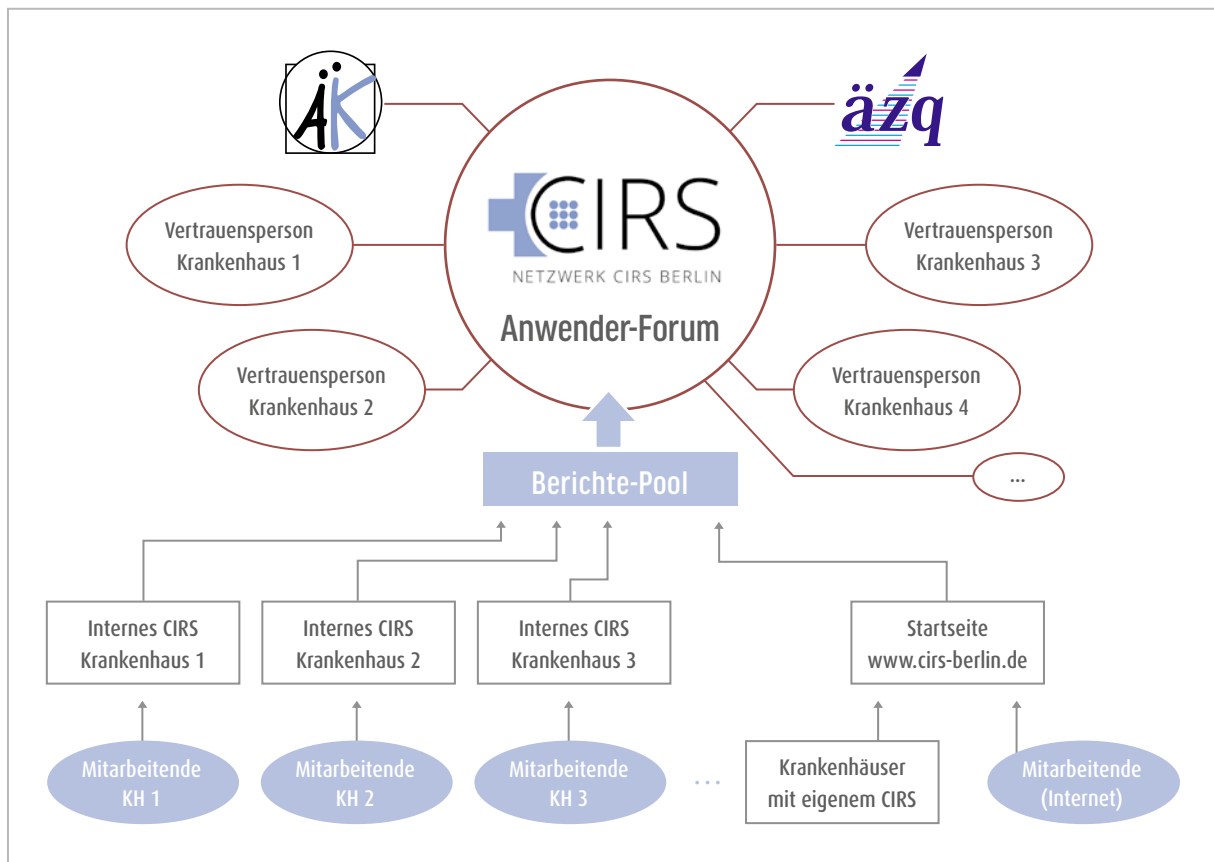 ÄK
äzq
CIRS
NETZWERK CIRS BERLIN
Anwender-Forum
Vertrauensperson
Krankenhaus 1
Vertrauensperson
Krankenhaus 3
Vertrauensperson
Krankenhaus 2
Vertrauensperson
Krankenhaus 4
...
Berichte-Pool
Internes CIRS
Krankenhaus 1
Internes CIRS
Krankenhaus 2
Internes CIRS
Krankenhaus 3
Startseite
www.cirs-berlin.de
Mitarbeitende
KH 1
Mitarbeitende
KH 2
Mitarbeitende
KH 3
...
Krankenhäuser
mit eigenem CIRS
Mitarbeitende
(Internet)